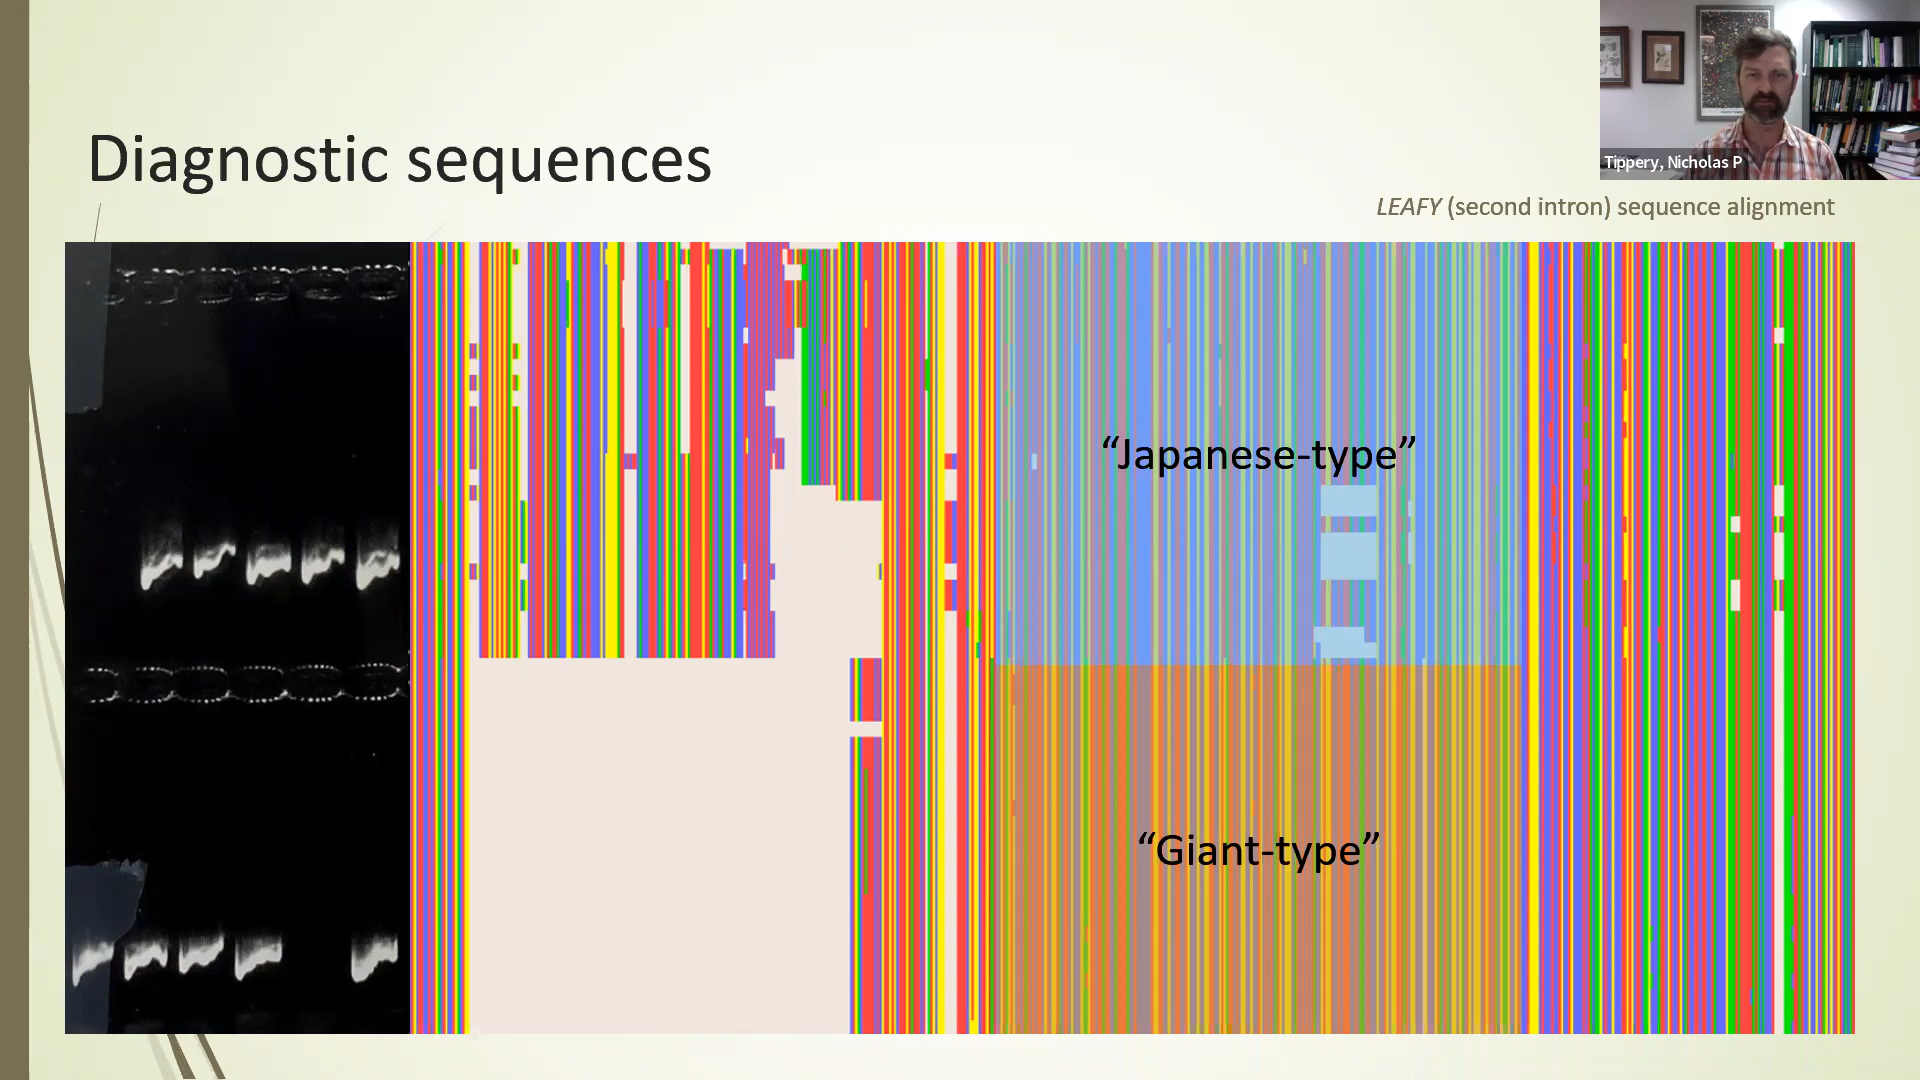 Diagnostic sequences
Tippery, Nicholas P
LEAFY (second intron) sequence alignment
“Japanese-type”
“Giant-type”